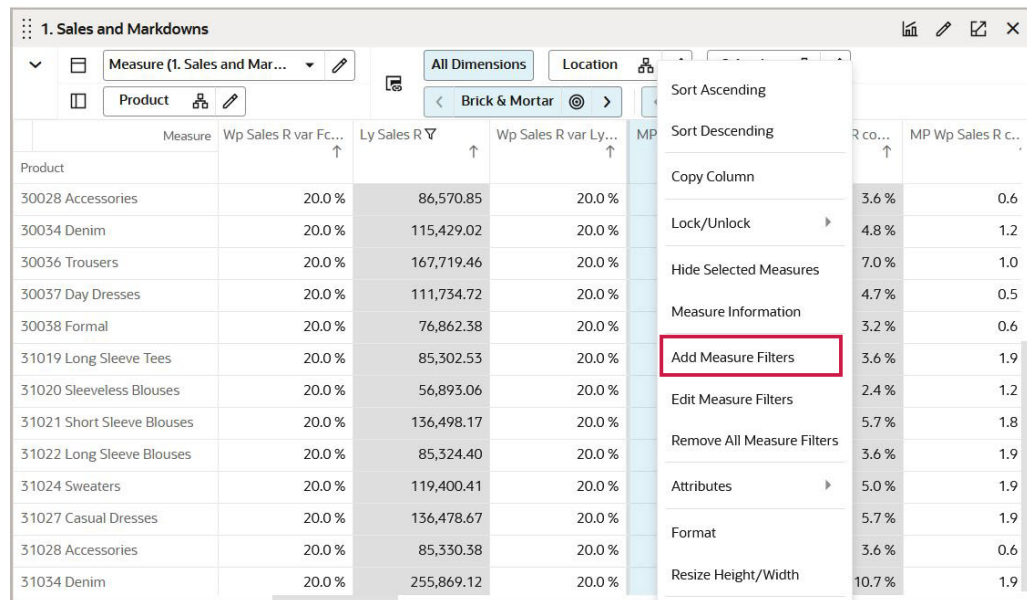 1. Sales and Markdowns
Measure (1. Sales and Mar...
All Dimensions
Location
Product
Brick & Mortar
Measure Wp Sales R var Fc... Ly Sales R Wp Sales R var Ly... MP R co... MP Wp Sales R c...
Product
30028 Accessories 20.0 % 86,570.85 20.0 % 3.6 % 0.6
30034 Denim 20.0 % 115,429.02 20.0 % 4.8 % 1.2
30036 Trousers 20.0 % 167,719.46 20.0 % 7.0 % 1.0
30037 Day Dresses 20.0 % 111,734.72 20.0 % 4.7 % 0.5
30038 Formal 20.0 % 76,862.38 20.0 % 3.2 % 0.6
31019 Long Sleeve Tees 20.0 % 85,302.53 20.0 % 3.6 % 1.9
31020 Sleeveless Blouses 20.0 % 56,893.06 20.0 % 2.4 % 1.2
31021 Short Sleeve Blouses 20.0 % 136,498.17 20.0 % 5.7 % 1.8
31022 Long Sleeve Blouses 20.0 % 85,324.40 20.0 % 3.6 % 1.9
31024 Sweaters 20.0 % 119,400.41 20.0 % 5.0 % 1.9
31027 Casual Dresses 20.0 % 136,478.67 20.0 % 5.7 % 1.9
31028 Accessories 20.0 % 85,330.38 20.0 % 3.6 % 0.6
31034 Denim 20.0 % 255,869.12 20.0 % 10.7 % 1.9
Sort Ascending
Sort Descending
Copy Column
Lock/Unlock
Hide Selected Measures
Measure Information
Add Measure Filters
Edit Measure Filters
Remove All Measure Filters
Attributes
Format
Resize Height/Width